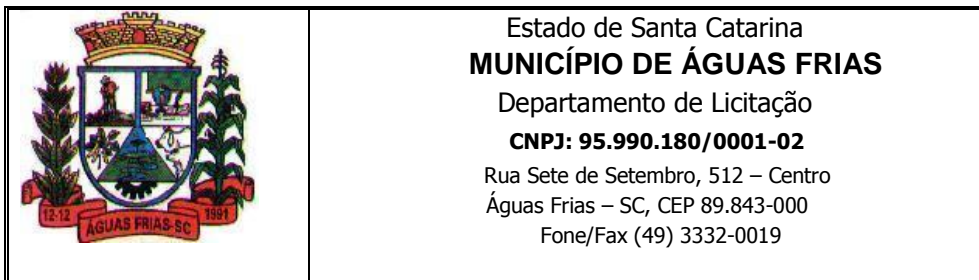 Estado de Santa Catarina
MUNICÍPIO DE ÁGUAS FRIAS
Departamento de Licitação
CNPJ: 95.990.180/0001-02
Rua Sete de Setembro, 512 – Centro
Águas Frias – SC, CEP 89.843-000
Fone/Fax (49) 3332-0019
12-12
ÁGUAS FRIAS-SC
1991